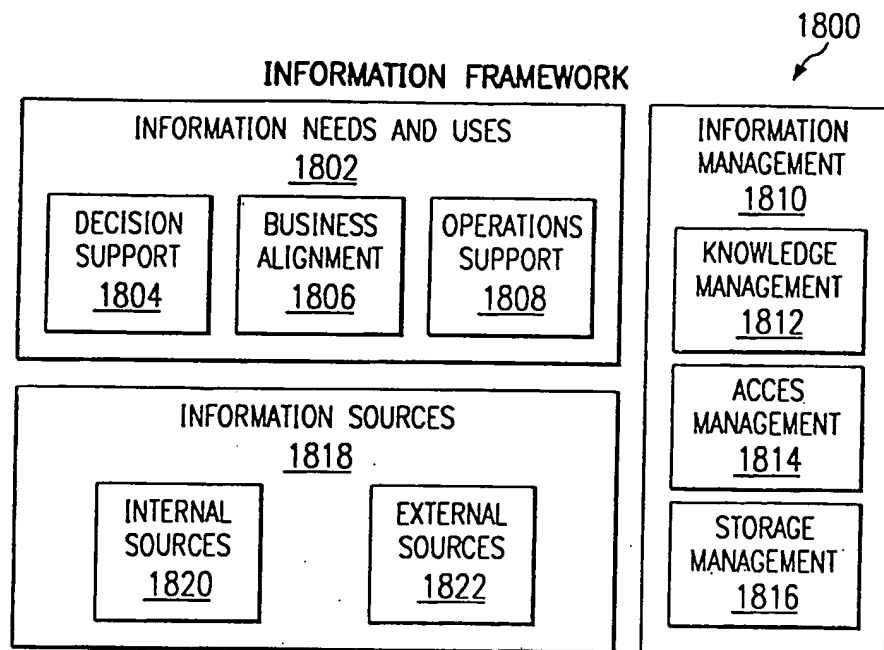 1800
INFORMATION FRAMEWORK
INFORMATION NEEDS AND USES
1802
DECISION
SUPPORT
1804
BUSINESS
ALIGNMENT
1806
OPERATIONS
SUPPORT
1808
INFORMATION SOURCES
1818
INTERNAL
SOURCES
1820
EXTERNAL
SOURCES
1822
INFORMATION
MANAGEMENT
1810
KNOWLEDGE
MANAGEMENT
1812
ACCES
MANAGEMENT
1814
STORAGE
MANAGEMENT
1816